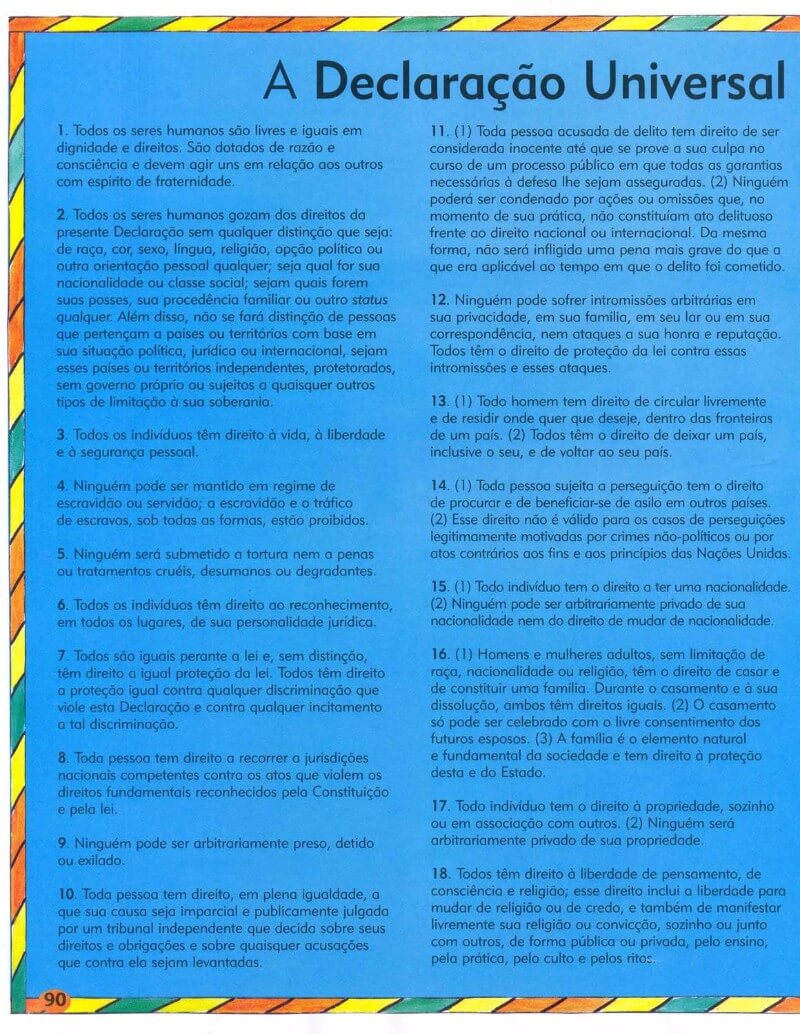 A Declaração Universal
1. Todos os seres humanos são livres e iguais em
dignidade e direitos. São dotados de razão e
consciência e devem agir uns em relação aos outros
com espírito de fraternidade.
2. Todos os seres humanos gozam dos direitos da
presente Declaração sem qualquer distinção que seja:
de raça, cor, sexo, língua, religião, opção política ou
outra orientação pessoal qualquer; seja qual for sua
nacionalidade ou classe social; sejam quais forem
suas posses, sua procedência familiar ou outro status
qualquer. Além disso, não se fará distinção de pessoas
que pertençam a países ou territórios com base em
sua situação política, jurídica ou internacional, sejam
esses países ou territórios independentes, protetorados,
sem governo próprio ou sujeitos a quaisquer outros
tipos de limitação à sua soberania.
3. Todos os indivíduos têm direito à vida, à liberdade
e à segurança pessoal.
4. Ninguém pode ser mantido em regime de
escravidão ou servidão; a escravidão e o tráfico
de escravos, sob todas as formas, estão proibidos.
5. Ninguém será submetido a tortura nem a penas
ou tratamentos cruéis, desumanos ou degradantes.
6. Todos os indivíduos têm direito ao reconhecimento,
em todos os lugares, de sua personalidade jurídica.
7. Todos são iguais perante a lei e, sem distinção,
têm direito a igual proteção da lei. Todos têm direito
a proteção igual contra qualquer discriminação que
viole esta Declaração e contra qualquer incitamento
a tal discriminação.
8. Toda pessoa tem direito a recorrer a jurisdições
nacionais competentes contra os atos que violem os
direitos fundamentais reconhecidos pela Constituição
e pela lei.
9. Ninguém pode ser arbitrariamente preso, detido
ou exilado.
10. Toda pessoa tem direito, em plena igualdade, a
que sua causa seja imparcial e publicamente julgada
por um tribunal independente que decida sobre seus
direitos e obrigações e sobre quaisquer acusações
que contra ela sejam levantadas.
11. (1) Toda pessoa acusada de delito tem direito de ser
considerada inocente até que se prove a sua culpa no
curso de um processo público em que todas as garantias
necessárias à defesa lhe sejam asseguradas. (2) Ninguém
poderá ser condenado por ações ou omissões que, no
momento de sua prática, não constituíam ato delituoso
frente ao direito nacional ou internacional. Da mesma
forma, não será infligida uma pena mais grave do que a
que era aplicável ao tempo em que o delito foi cometido.
12. Ninguém pode sofrer intromissões arbitrárias em
sua privacidade, em sua família, em seu lar ou em sua
correspondência, nem ataques a sua honra e reputação.
Todos têm o direito de proteção da lei contra essas
intromissões e esses ataques.
13. (1) Todo homem tem direito de circular livremente
e de residir onde quer que deseje, dentro das fronteiras
de um país. (2) Todos têm o direito de deixar um país,
inclusive o seu, e de voltar ao seu país.
14. (1) Toda pessoa sujeita a perseguição tem o direito
de procurar e de beneficiar-se de asilo em outros países.
(2) Esse direito não é válido para os casos de perseguições
legitimamente motivadas por crimes não-políticos ou por
atos contrários aos fins e aos princípios das Nações Unidas.
15. (1) Todo indivíduo tem o direito a ter uma nacionalidade.
(2) Ninguém pode ser arbitrariamente privado de sua
nacionalidade nem do direito de mudar de nacionalidade.
16. (1) Homens e mulheres adultos, sem limitação de
raça, nacionalidade ou religião, têm o direito de casar e
de constituir uma família. Durante o casamento e à sua
dissolução, ambos têm direitos iguais. (2) O casamento
só pode ser celebrado com o livre consentimento dos
futuros esposos. (3) A família é o elemento natural
e fundamental da sociedade e tem direito à proteção
desta e do Estado.
17. Todo indivíduo tem o direito à propriedade, sozinho
ou em associação com outros. (2) Ninguém será
arbitrariamente privado de sua propriedade.
18. Todos têm direito à liberdade de pensamento, de
consciência e religião; esse direito inclui a liberdade para
mudar de religião ou de credo, e também de manifestar
livremente sua religião ou convicção, sozinho ou junto
com outros, de forma pública ou privada, pelo ensino,
pela prática, pelo culto e pelos ritos.
90